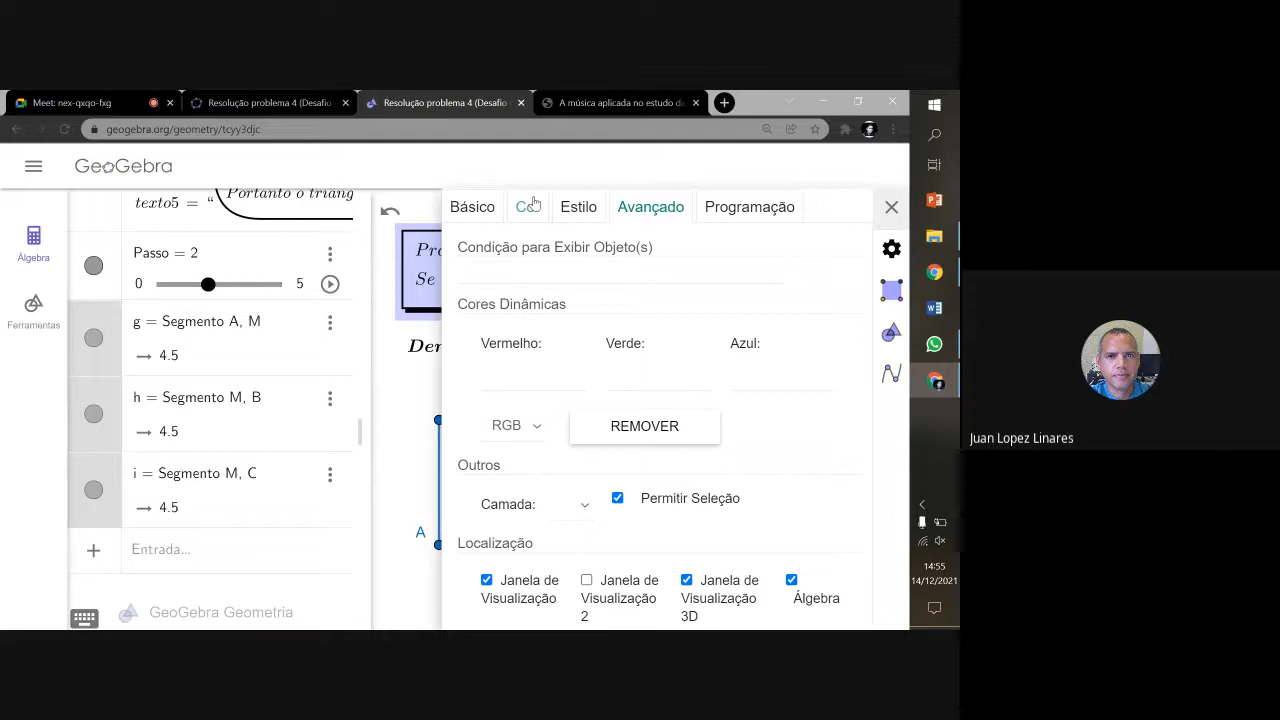 Meet: nex-qxqo-fxg
Resolução problema 4 (Desafio
Resolução problema 4 (Desafio
A música aplicada no estudo da
geogebra.org/geometry/tcyy3djc
GeoGebra
Álgebra
Ferramentas
texto5 = “ Portanto o triang
Passo = 2
0 5
g = Segmento A, M
→ 4.5
h = Segmento M, B
→ 4.5
i = Segmento M, C
→ 4.5
Entrada...
GeoGebra Geometria
Se
A
Básico
Estilo
Avançado
Programação
Condição para Exibir Objeto(s)
Cores Dinâmicas
Vermelho: Verde: Azul:
RGB REMOVER
Outros
Camada: Permitir Seleção
Localização
Janela de Visualização
Janela de Visualização 2
Janela de Visualização 3D
Álgebra
14:55
14/12/2021
Juan Lopez Linares